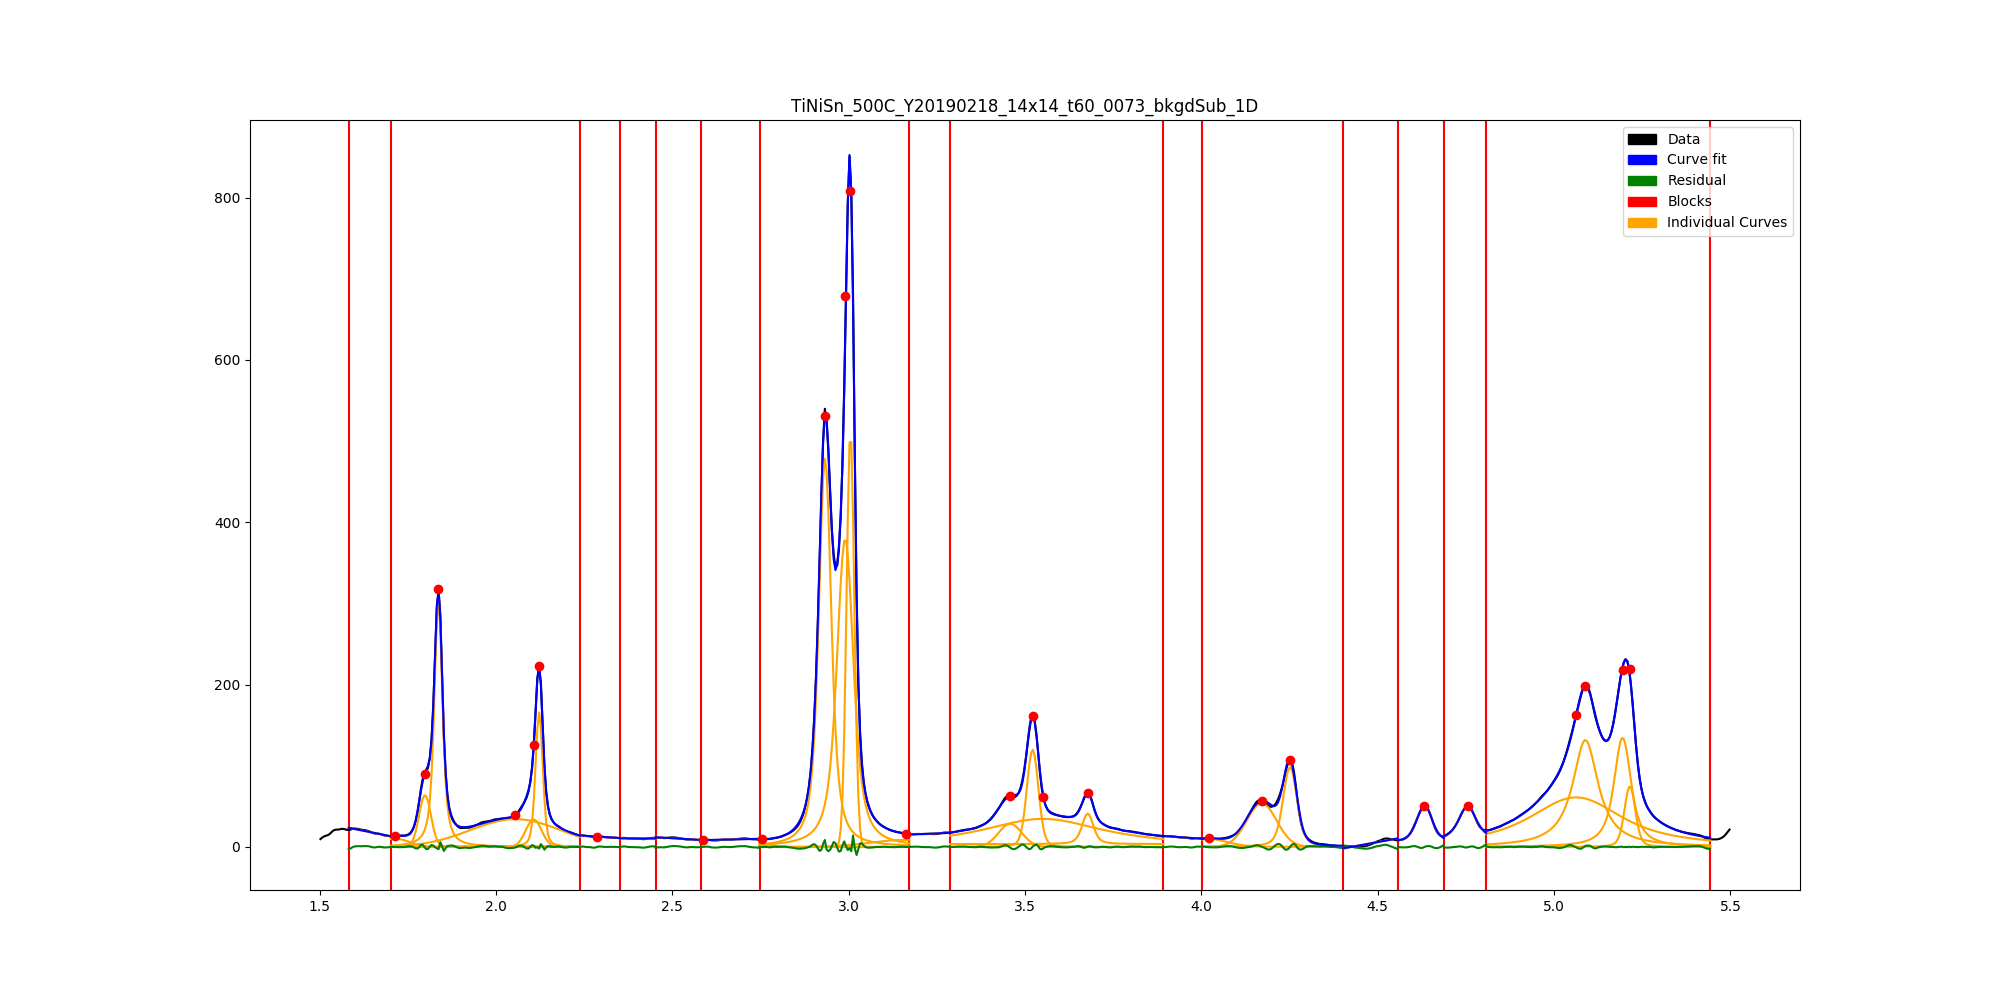 TiNiSn_500C_Y20190218_14x14_t60_0073_bkgdSub_1D
Data
Curve fit
Residual
Blocks
Individual Curves
800
600
400
200
0
1.5 2.0 2.5 3.0 3.5 4.0 4.5 5.0 5.5